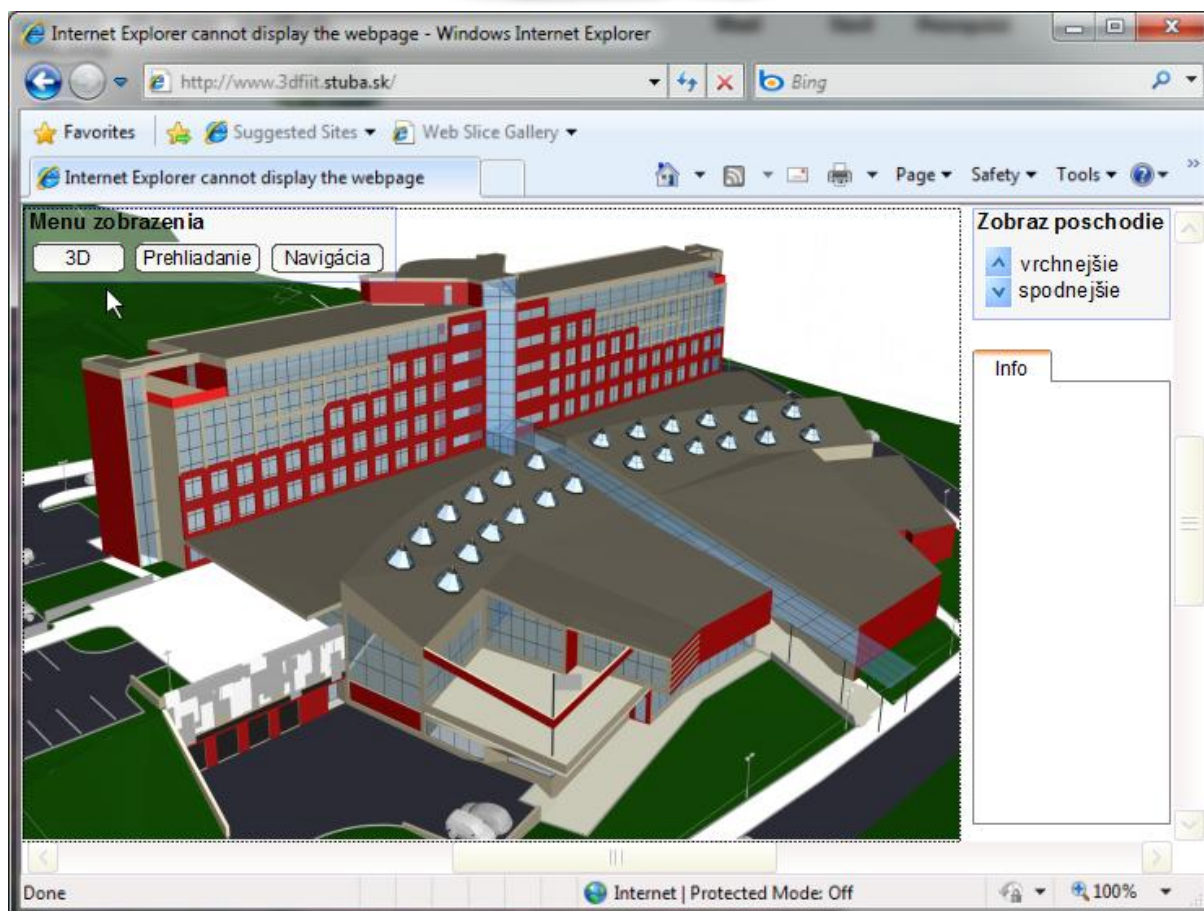 Internet Explorer cannot display the webpage - Windows Internet Explorer
http://www.3dfiit.stuba.sk/
Bing
Favorites Suggested Sites Web Slice Gallery
Internet Explorer cannot display the webpage
Page Safety Tools
Menu zobrazenia
3D Prehliadanie Navigácia
Zobraz poschodie
vrchnejšie
spodnejšie
Info
Done
Internet | Protected Mode: Off
100%